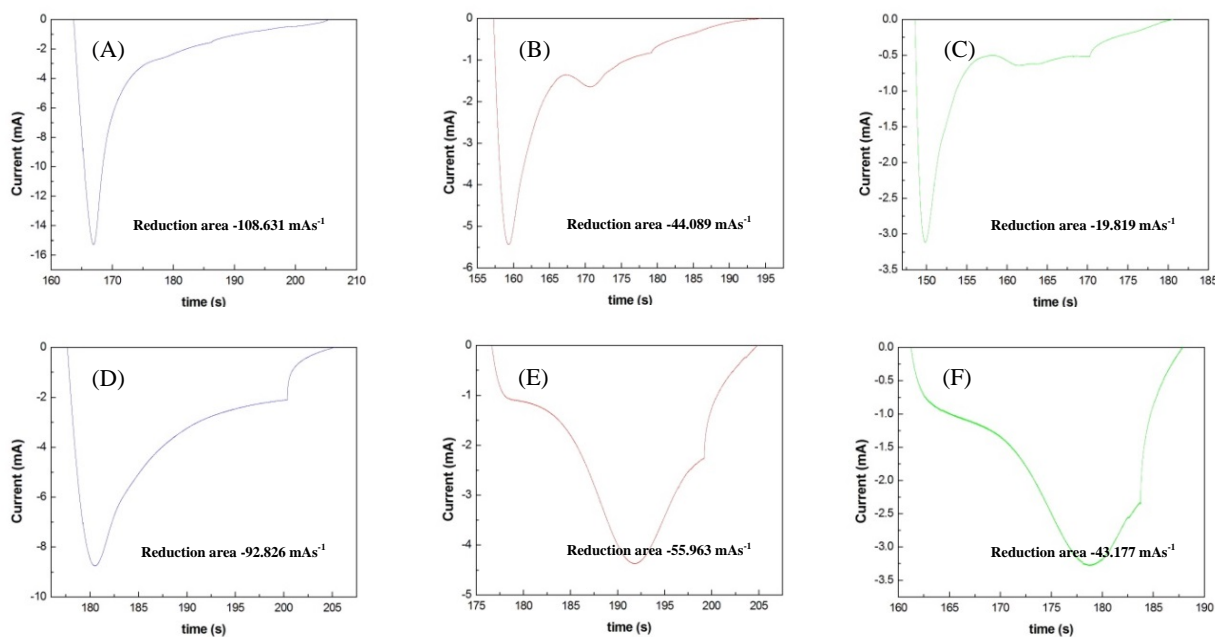 (A)
0
-2
-4
-6
-8
-10
-12
-14
-16
Current (mA)
Reduction area -108.631 mAs⁻¹
160 170 180 190 200 210
time (s)
(B)
0
-1
-2
-3
-4
-5
-6
Current (mA)
Reduction area -44.089 mAs⁻¹
155 160 165 170 175 180 185 190 195
time (s)
(C)
0.0
-0.5
-1.0
-1.5
-2.0
-2.5
-3.0
-3.5
Current (mA)
Reduction area -19.819 mAs⁻¹
150 155 160 165 170 175 180 185
time (s)
(D)
0
-2
-4
-6
-8
-10
Current (mA)
Reduction area -92.826 mAs⁻¹
180 185 190 195 200 205
time (s)
(E)
0
-1
-2
-3
-4
-5
Current (mA)
Reduction area -55.963 mAs⁻¹
175 180 185 190 195 200 205
time (s)
(F)
0.0
-0.5
-1.0
-1.5
-2.0
-2.5
-3.0
-3.5
Current (mA)
Reduction area -43.177 mAs⁻¹
160 165 170 175 180 185 190
time (s)